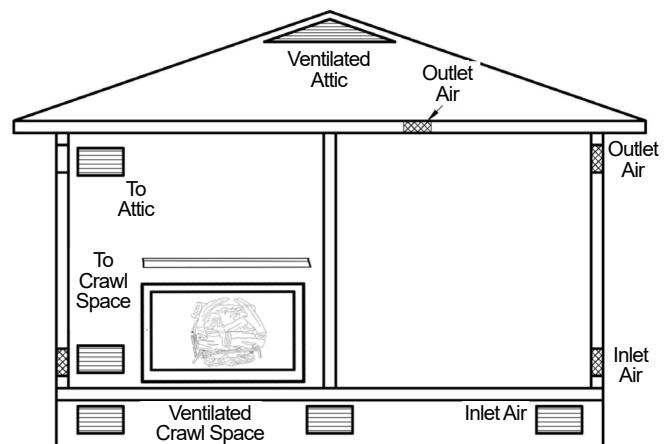 Ventilated
Attic
Outlet
Air
Outlet
Air
To
Attic
To
Crawl
Space
Inlet
Air
Ventilated
Crawl Space
Inlet Air